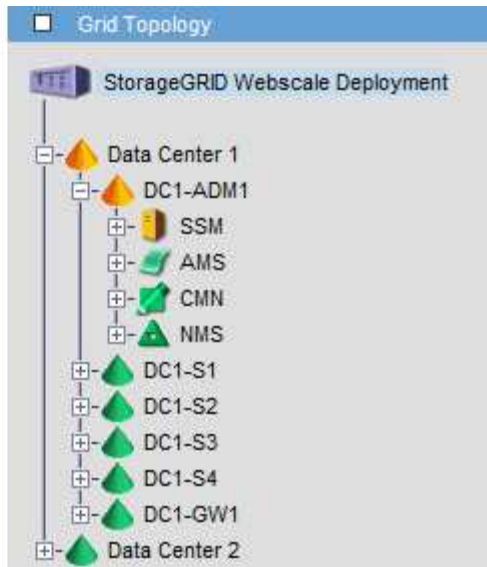 Grid Topology
StorageGRID Webscale Deployment
Data Center 1
DC1-ADM1
SSM
AMS
CMN
NMS
DC1-S1
DC1-S2
DC1-S3
DC1-S4
DC1-GW1
Data Center 2